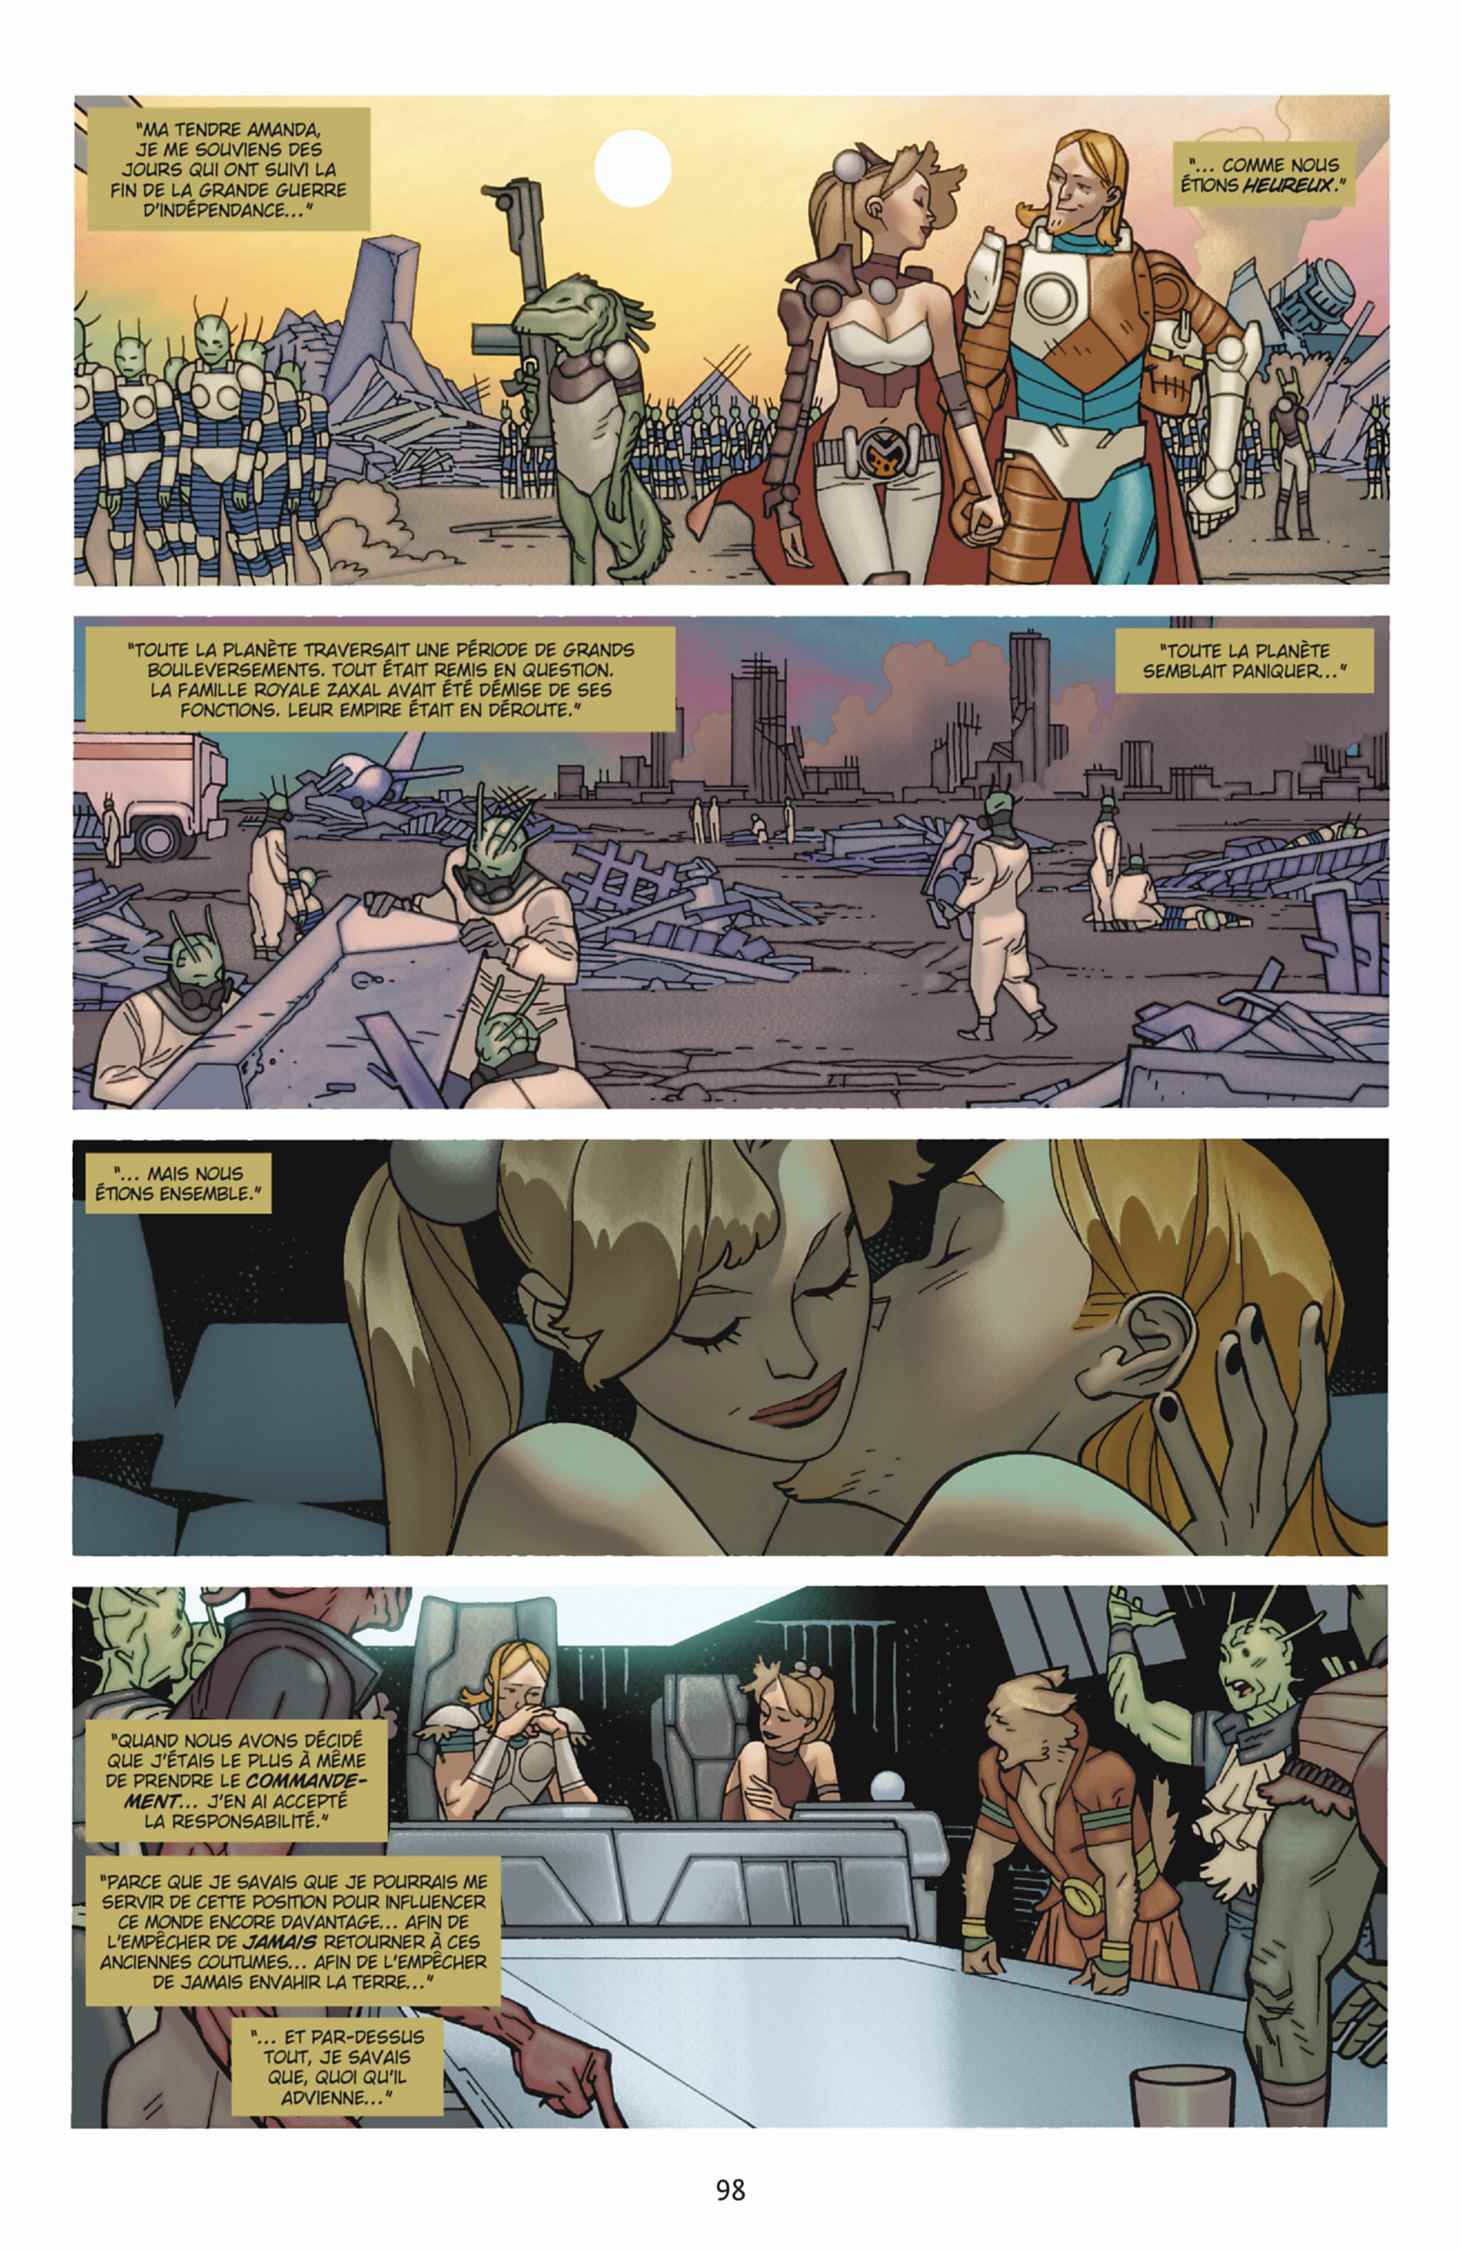 "MA TENDRE AMANDA,
JE ME SOUVIENS DES
JOURS QUI ONT SUIVI LA
FIN DE LA GRANDE GUERRE
D'INDÉPENDANCE..."
"... COMME NOUS
ÉTIONS HEUREUX."
"TOUTE LA PLANÈTE TRAVERSAIT UNE PÉRIODE DE GRANDS
BOULEVERSEMENTS. TOUT ÉTAIT REMIS EN QUESTION.
LA FAMILLE ROYALE ZAXAL AVAIT ÉTÉ DÉMISE DE SES
FONCTIONS. LEUR EMPIRE ÉTAIT EN DÉROUTE."
"TOUTE LA PLANÈTE
SEMBLAIT PANIQUER..."
"... MAIS NOUS
ÉTIONS ENSEMBLE."
"QUAND NOUS AVONS DÉCIDÉ
QUE J'ÉTAIS LE PLUS À MÊME
DE PRENDRE LE COMMANDE-
MENT... J'EN AI ACCEPTÉ
LA RESPONSABILITÉ."
"PARCE QUE JE SAVAIS QUE JE POURRAIS ME
SERVIR DE CETTE POSITION POUR INFLUENCER
CE MONDE ENCORE DAVANTAGE... AFIN DE
L'EMPÊCHER DE JAMAIS RETOURNER À CES
ANCIENNES COUTUMES... AFIN DE L'EMPÊCHER
DE JAMAIS ENVAHIR LA TERRE..."
"... ET PAR-DESSUS
TOUT, JE SAVAIS
QUE, QUOI QU'IL
ADVIENNE..."
98